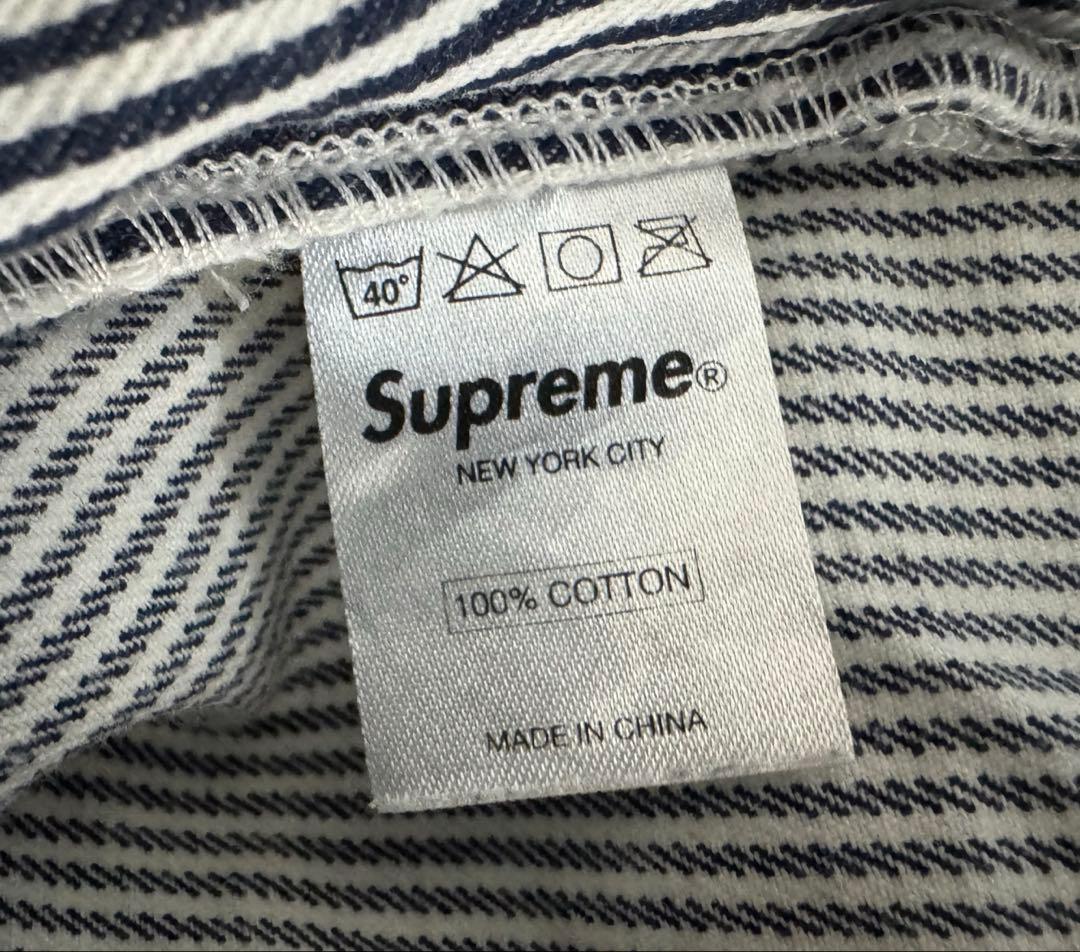 40°
Supreme®
NEW YORK CITY
100% COTTON
MADE IN CHINA